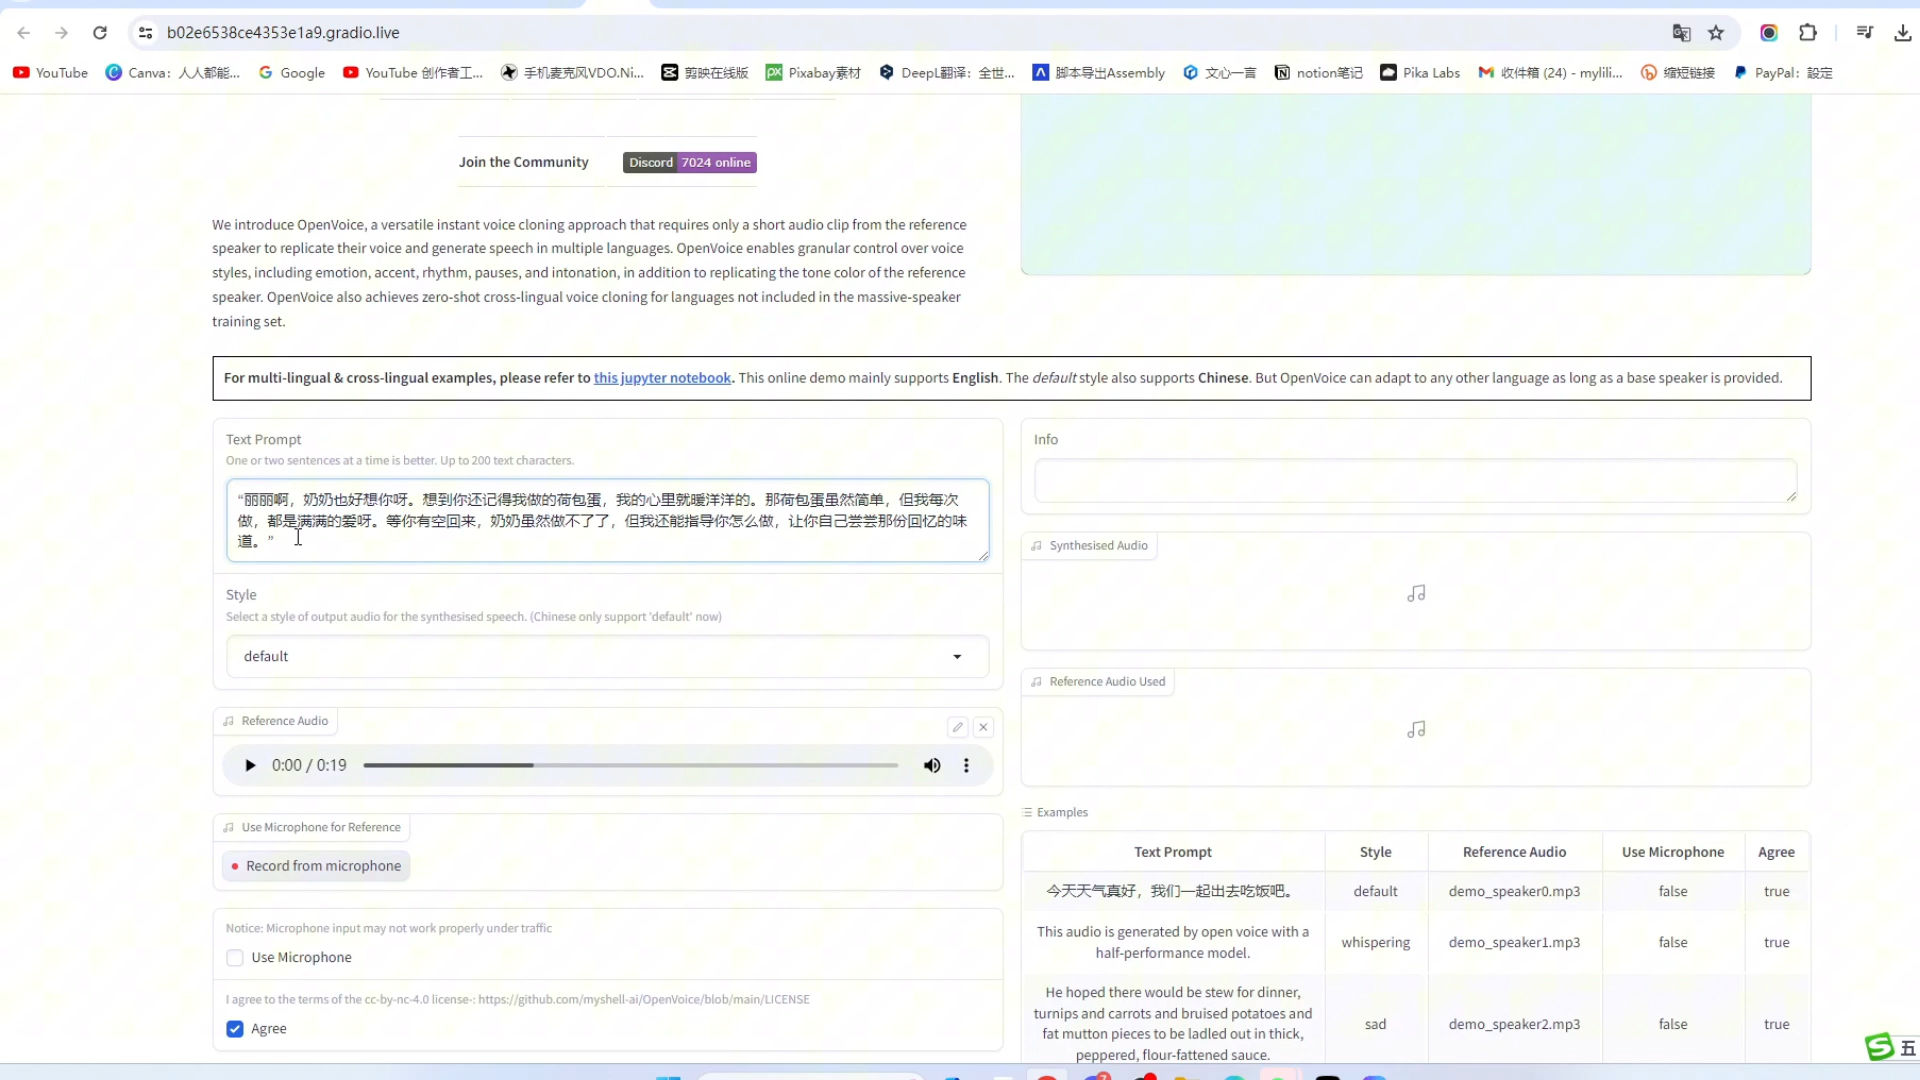 b02e6538ce4353e1a9.gradio.live
YouTube
Canva：人人都能...
Google
YouTube 创作者工...
手机麦克风VDO.Ni...
剪映在线版
Pixabay素材
DeepL翻译：全世...
脚本导出Assembly
文心一言
notion笔记
Pika Labs
收件箱 (24) - mylili...
缩短链接
PayPal：設定
Join the Community
Discord 7024 online
We introduce OpenVoice, a versatile instant voice cloning approach that requires only a short audio clip from the reference
speaker to replicate their voice and generate speech in multiple languages. OpenVoice enables granular control over voice
styles, including emotion, accent, rhythm, pauses, and intonation, in addition to replicating the tone color of the reference
speaker. OpenVoice also achieves zero-shot cross-lingual voice cloning for languages not included in the massive-speaker
training set.
For multi-lingual & cross-lingual examples, please refer to this jupyter notebook. This online demo mainly supports English. The default style also supports Chinese. But OpenVoice can adapt to any other language as long as a base speaker is provided.
Text Prompt
One or two sentences at a time is better. Up to 200 text characters.
“丽丽啊，奶奶也好想你呀。想到你还记得我做的荷包蛋，我的心里就暖洋洋的。那荷包蛋虽然简单，但我每次
做，都是满满的爱呀。等你有空回来，奶奶虽然做不了了，但我还能指导你怎么做，让你自己尝尝那份回忆的味
道。”
Style
Select a style of output audio for the synthesised speech. (Chinese only support 'default' now)
default
Reference Audio
0:00 / 0:19
Use Microphone for Reference
Record from microphone
Notice: Microphone input may not work properly under traffic
Use Microphone
I agree to the terms of the cc-by-nc-4.0 license-: https://github.com/myshell-ai/OpenVoice/blob/main/LICENSE
Agree
Info
Synthesised Audio
Reference Audio Used
Examples
Text Prompt Style Reference Audio Use Microphone Agree
今天天气真好，我们一起出去吃饭吧。 default demo_speaker0.mp3 false true
This audio is generated by open voice with a
half-performance model.
whispering demo_speaker1.mp3 false true
He hoped there would be stew for dinner,
turnips and carrots and bruised potatoes and
fat mutton pieces to be ladled out in thick,
peppered, flour-fattened sauce.
sad demo_speaker2.mp3 false true
五